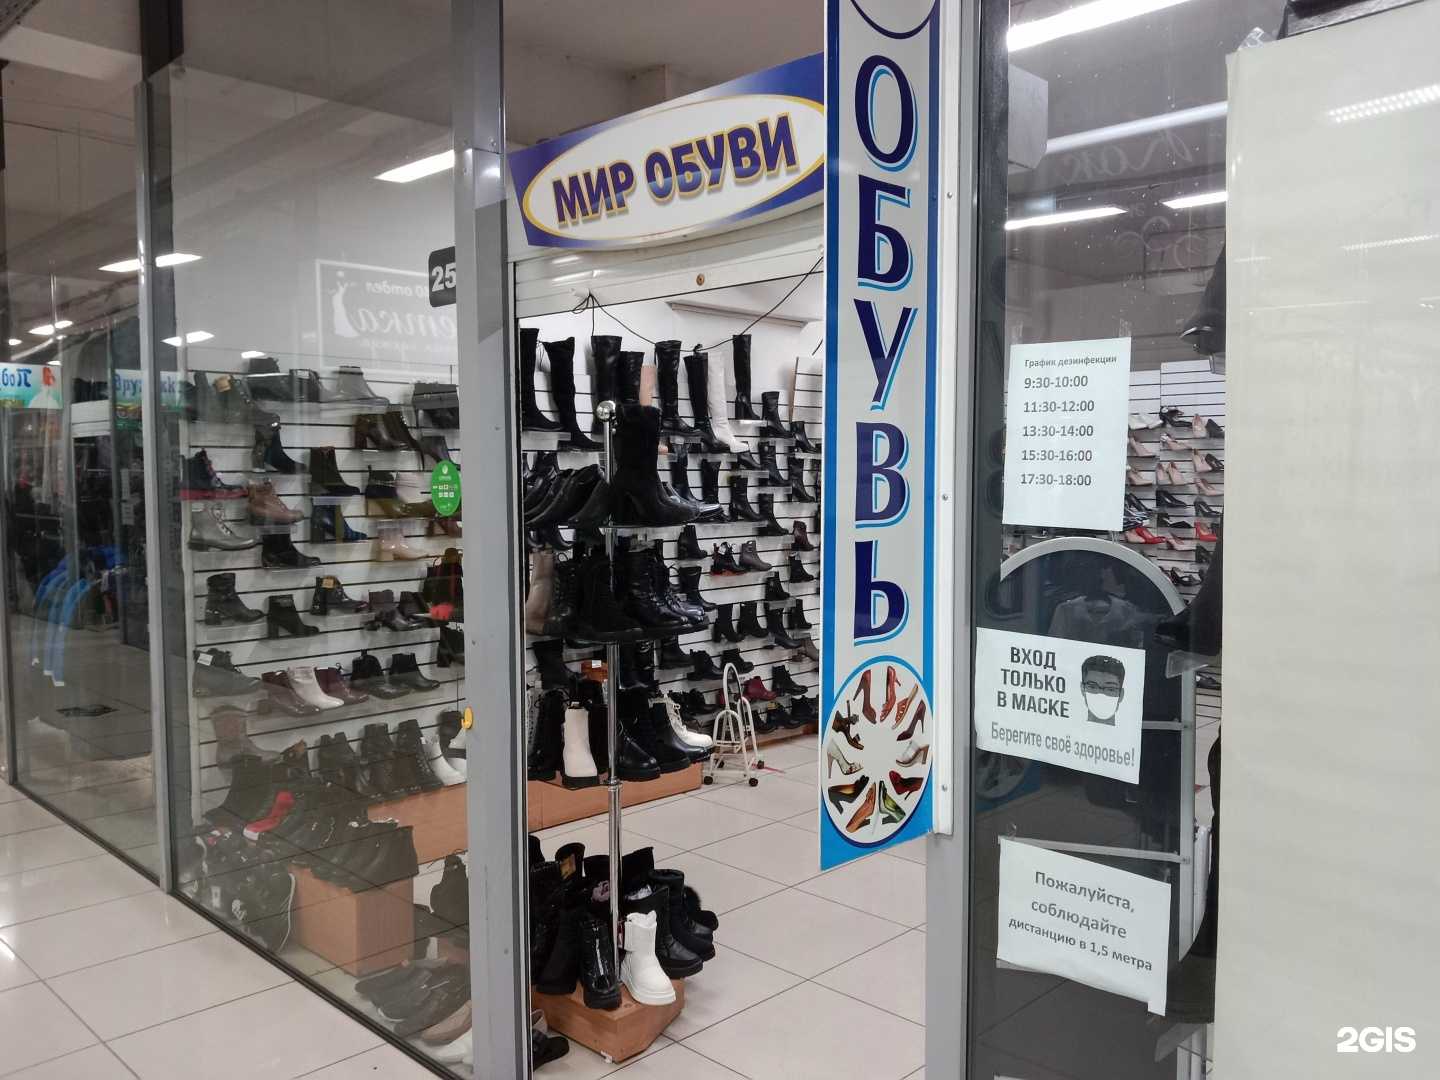 МИР ОБУВИ
ОБУВЬ
25
График дезинфекции
9:30-10:00
11:30-12:00
13:30-14:00
15:30-16:00
17:30-18:00
ВХОД
ТОЛЬКО
В МАСКЕ
Берегите своё здоровье!
Пожалуйста,
соблюдайте
дистанцию в 1,5 метра
отдел
2GIS